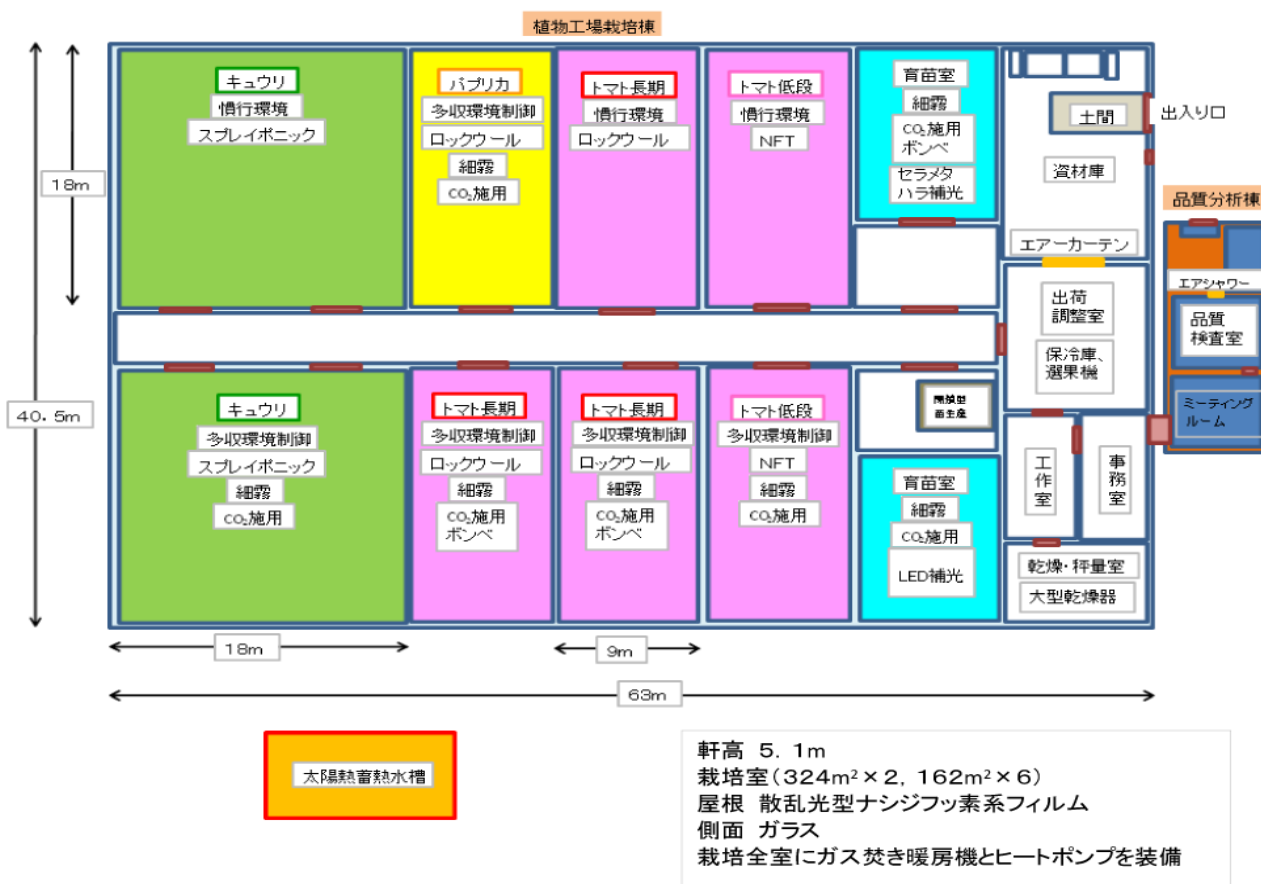 植物工場栽培棟
キュウリ
慣行環境
スプレイポニック
パプリカ
多収環境制御
ロックウール
細霧
CO₂施用
トマト長期
慣行環境
ロックウール
トマト低段
慣行環境
NFT
育苗室
細霧
CO₂施用
ボンベ
セラメタ
ハラ補光
土間
出入り口
資材庫
エアーカーテン
18m
40.5m
出荷
調整室
保冷庫、
選果機
品質分析棟
エアシャワー
品質
検査室
ミーティング
ルーム
キュウリ
多収環境制御
スプレイポニック
細霧
CO₂施用
トマト長期
多収環境制御
ロックウール
細霧
CO₂施用
ボンベ
トマト長期
多収環境制御
ロックウール
細霧
CO₂施用
ボンベ
トマト低段
多収環境制御
NFT
細霧
CO₂施用
苗生産
育苗室
細霧
CO₂施用
LED補光
工作室
事務室
乾燥・秤量室
大型乾燥器
18m
9m
63m
太陽熱蓄熱水槽
軒高 5.1m
栽培室(324m²×2, 162m²×6)
屋根 散乱光型ナシジフッ素系フィルム
側面 ガラス
栽培全室にガス焚き暖房機とヒートポンプを装備